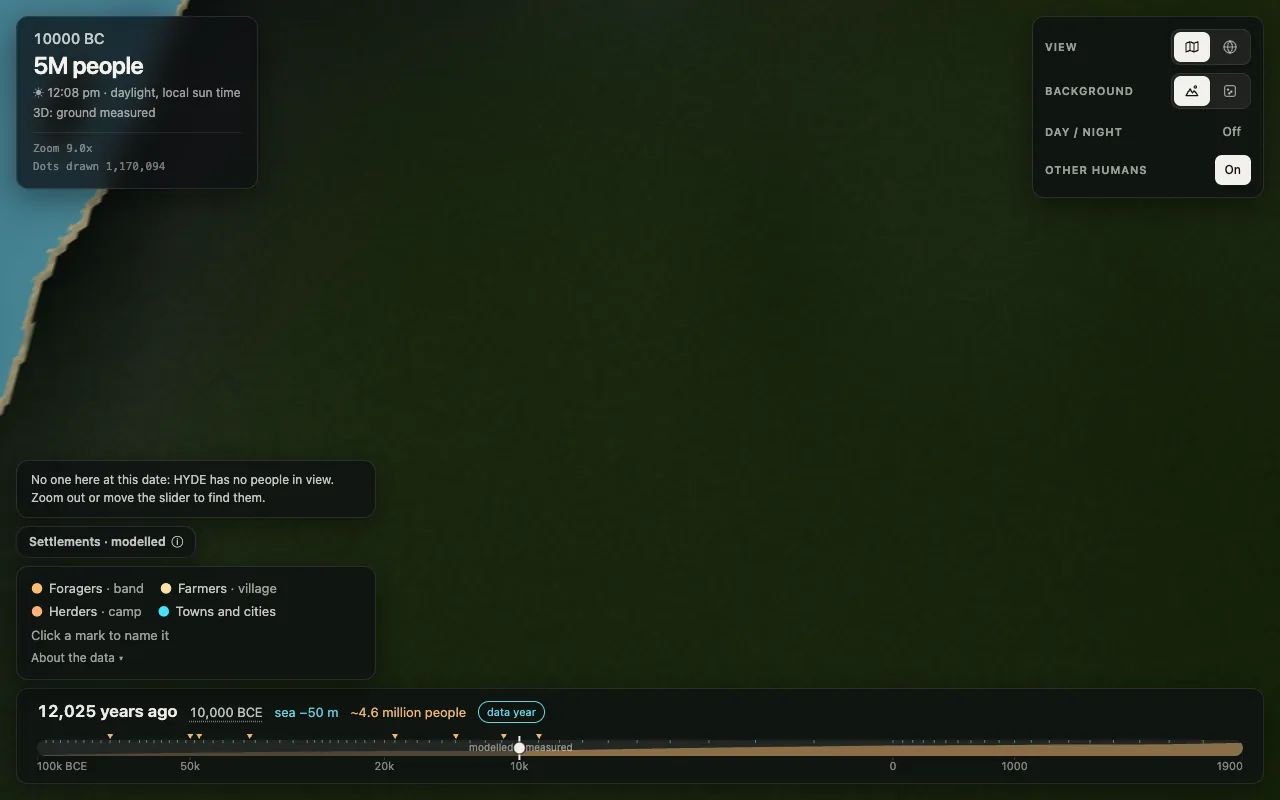 10000 BC
5M people
☀ 12:08 pm · daylight, local sun time
3D: ground measured
Zoom 9.0x
Dots drawn 1,170,094
VIEW
BACKGROUND
DAY / NIGHT Off
OTHER HUMANS On
No one here at this date: HYDE has no people in view.
Zoom out or move the slider to find them.
Settlements · modelled ⓘ
Foragers · band Farmers · village
Herders · camp Towns and cities
Click a mark to name it
About the data ▾
12,025 years ago 10,000 BCE sea −50 m ~4.6 million people data year
modelled measured
100k BCE 50k 20k 10k 0 1000 1900